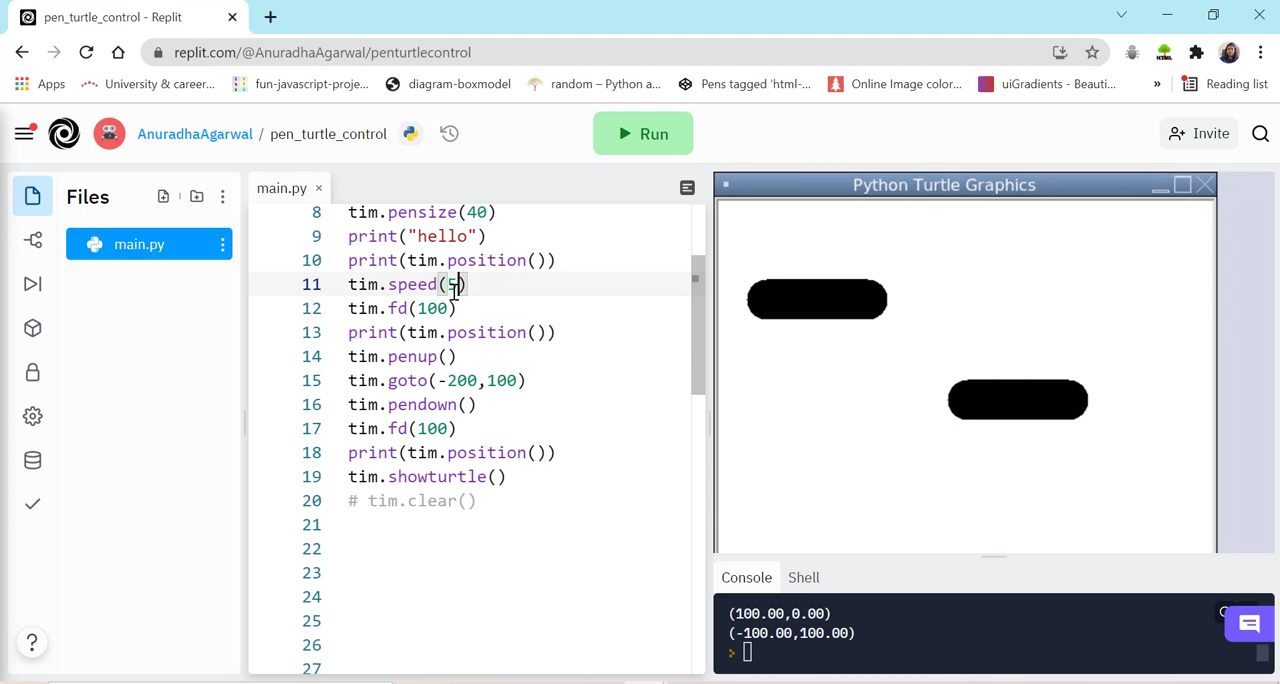 pen_turtle_control - Replit
replit.com/@AnuradhaAgarwal/penturtlecontrol
Apps
University & career...
fun-javascript-proje...
diagram-boxmodel
random – Python a...
Pens tagged 'html-...
Online Image color...
uiGradients - Beauti...
»
Reading list
AnuradhaAgarwal / pen_turtle_control
Run
Invite
Files
main.py
main.py
8 tim.pensize(40)
9 print("hello")
10 print(tim.position())
11 tim.speed(5)
12 tim.fd(100)
13 print(tim.position())
14 tim.penup()
15 tim.goto(-200,100)
16 tim.pendown()
17 tim.fd(100)
18 print(tim.position())
19 tim.showturtle()
20 # tim.clear()
21
22
23
24
25
26
27
Python Turtle Graphics
Console
Shell
(100.00,0.00)
(-100.00,100.00)
>
?